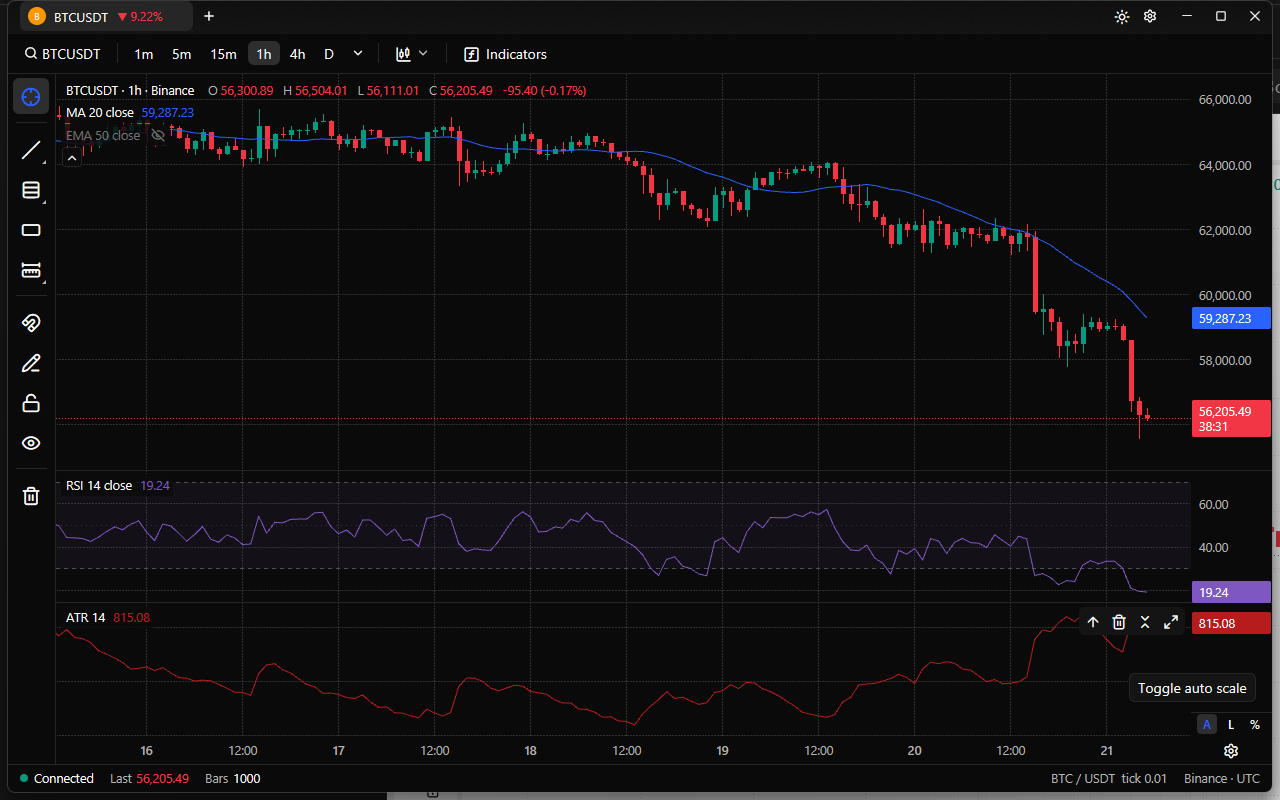 BTCUSDT ▼9.22% +
BTCUSDT 1m 5m 15m 1h 4h D Indicators
BTCUSDT · 1h · Binance O 56,300.89 H 56,504.01 L 56,111.01 C 56,205.49 -95.40 (-0.17%)
MA 20 close 59,287.23
EMA 50 close
66,000.00
64,000.00
62,000.00
60,000.00
59,287.23
58,000.00
56,205.49
38:31
RSI 14 close 19.24
60.00
40.00
19.24
ATR 14 815.08
815.08
Toggle auto scale
A L %
16 12:00 17 12:00 18 12:00 19 12:00 20 12:00 21
Connected Last 56,205.49 Bars 1000 BTC / USDT tick 0.01 Binance · UTC